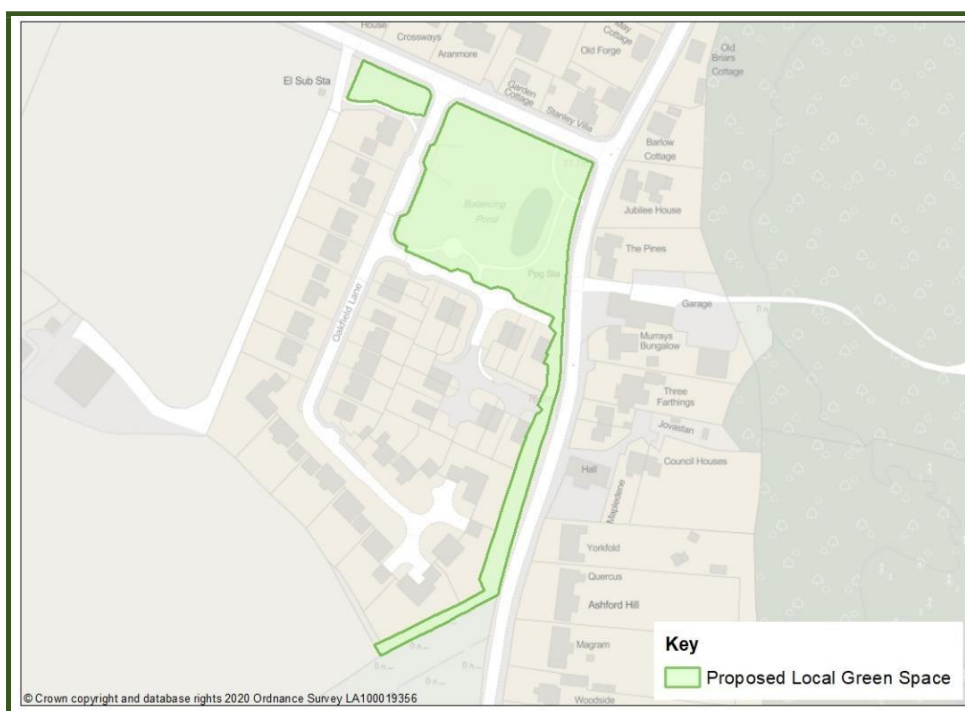 House
Crossways
Aranmore
May
Cottage
Old Forge
Old
Briars
Cottage
El Sub Sta
Garden
Cottage
Stanley Villa
Barlow
Cottage
Balancing
Pond
Jubilee House
The Pines
Ppg Sta
Garage
Oakfield Lane
Murrays
Bungalow
Three
Farthings
Jovastan
Hall
Council Houses
Mapledene
Yorkfold
Quercus
Ashford Hill
Magram
Woodside
Key
Proposed Local Green Space
© Crown copyright and database rights 2020 Ordnance Survey LA100019356